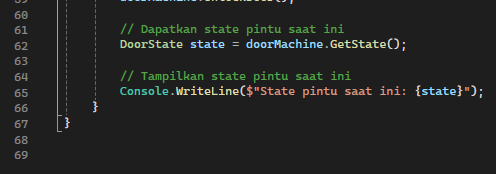 60
61 // Dapatkan state pintu saat ini
62 DoorState state = doorMachine.GetState();
63
64 // Tampilkan state pintu saat ini
65 Console.WriteLine($"State pintu saat ini: {state}");
66 }
67 }
68
69